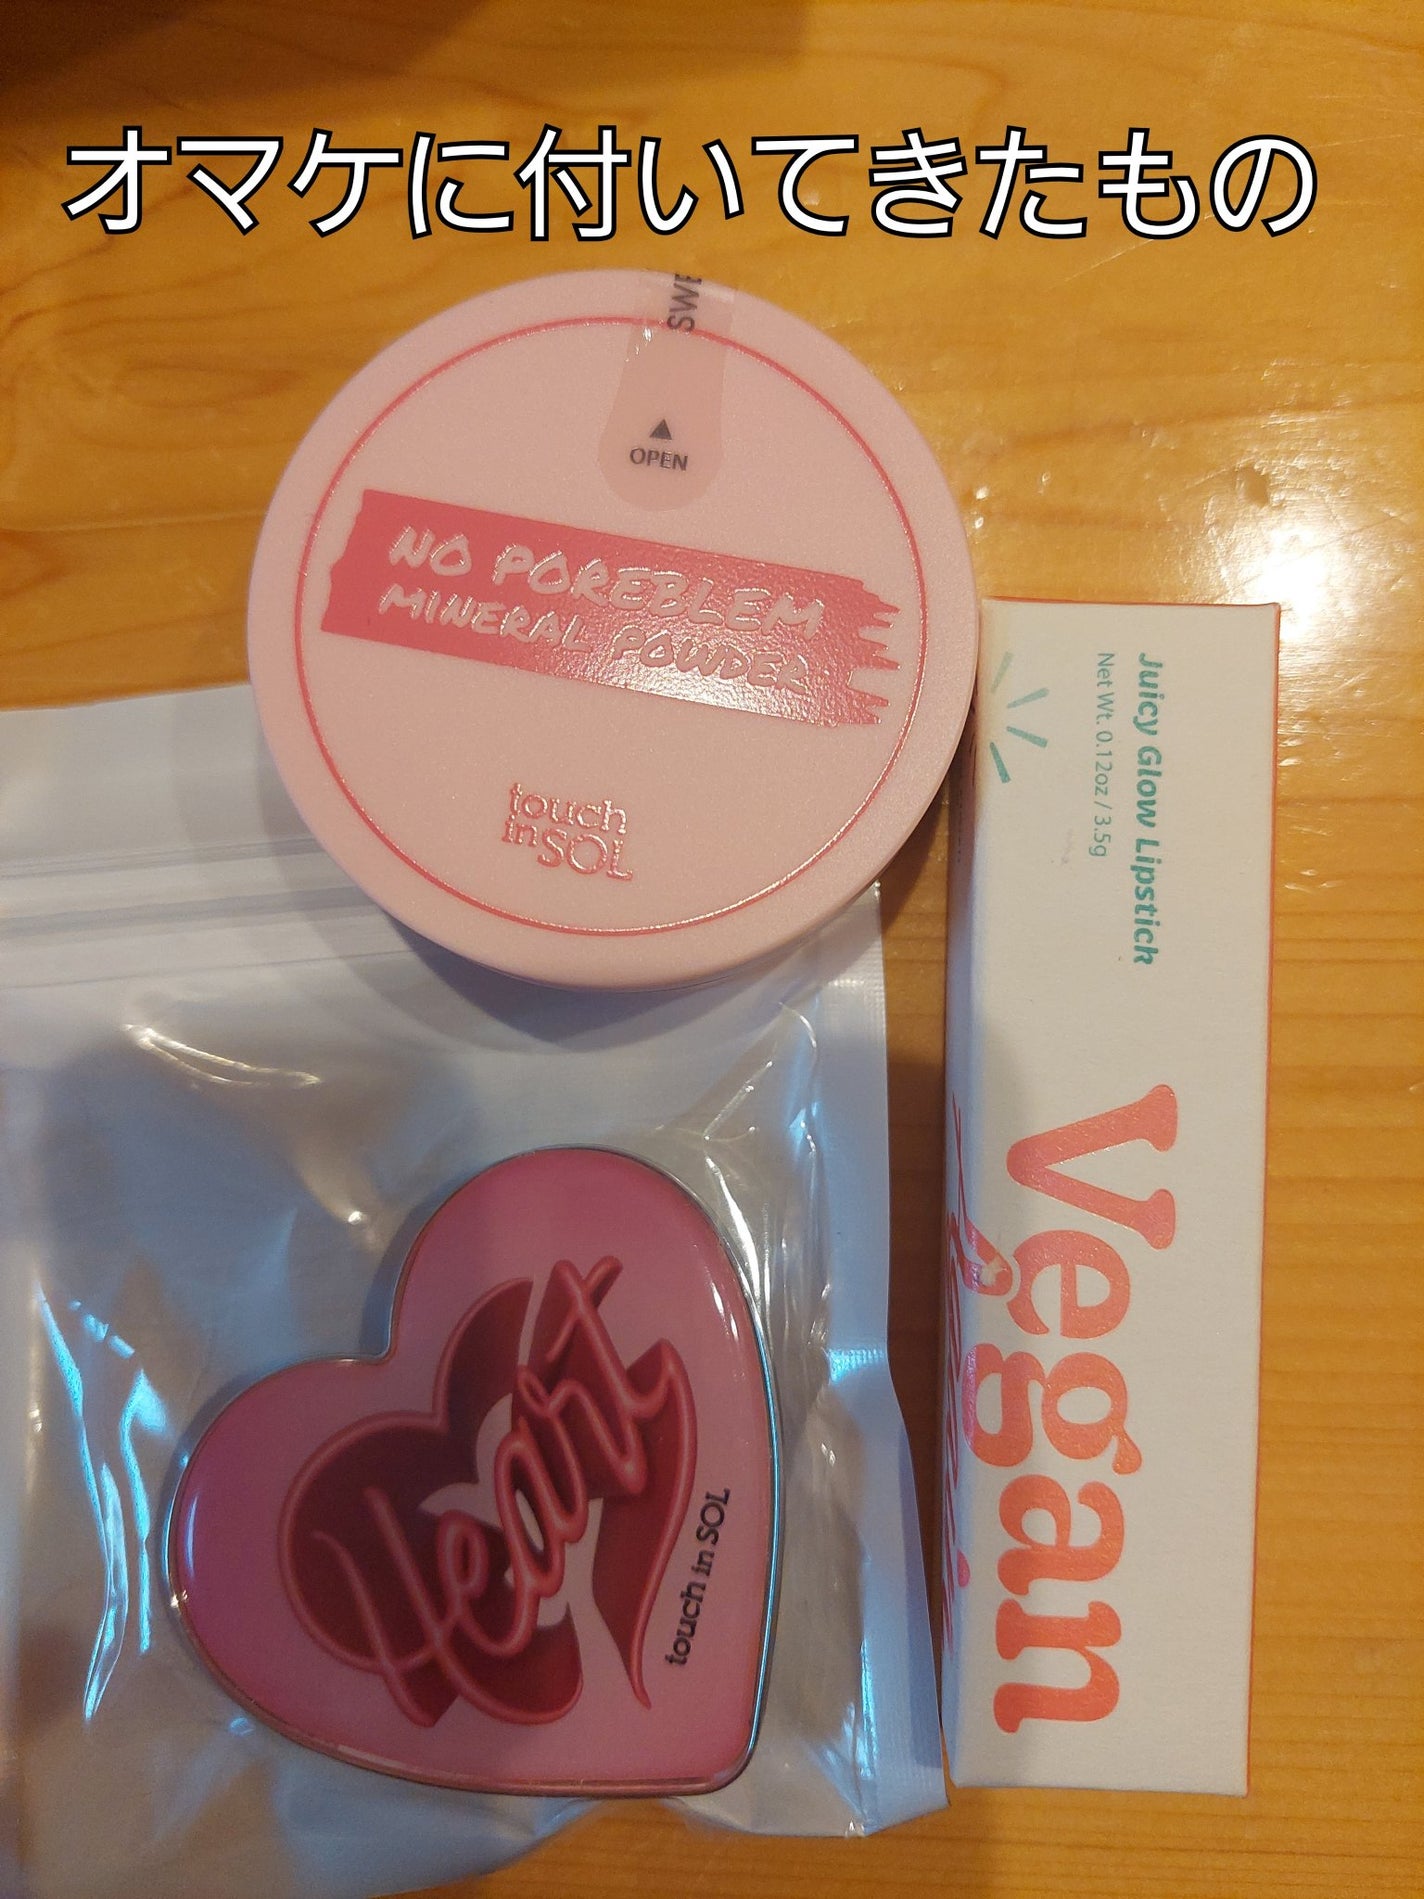 オマケに付いてきたもの
▲
OPEN
NO POREBLEM
MINERAL POWDER
touch
in SOL
Juicy Glow Lipstick
Net Wt. 0.12oz / 3.5g
Vegan
Heart
touch in SOL